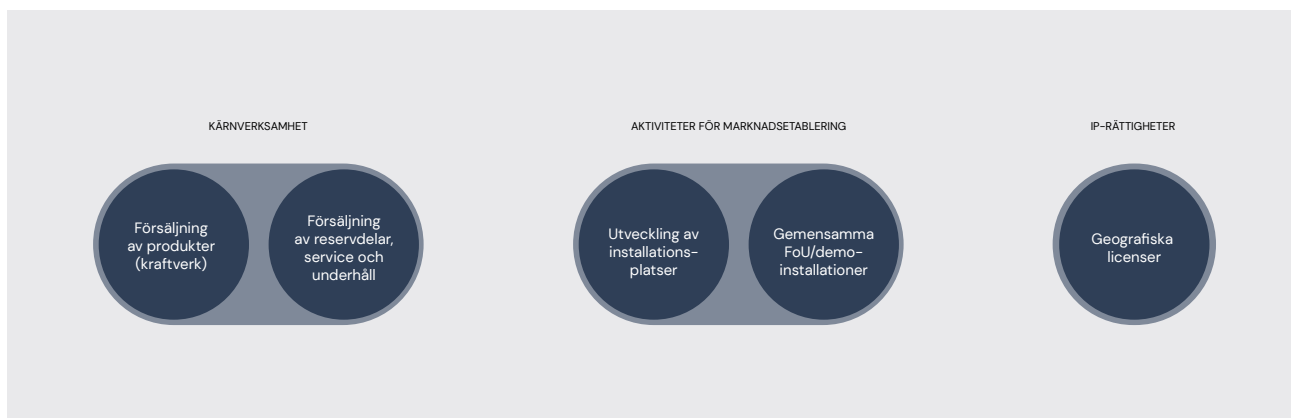 KÄRNVERKSAMHET
Försäljning
av produkter
(kraftverk)
Försäljning
av reservdelar,
service och
underhåll
AKTIVITETER FÖR MARKNADSETABLERING
Utveckling av
installations-
platser
Gemensamma
FoU/demo-
installationer
IP-RÄTTIGHETER
Geografiska
licenser